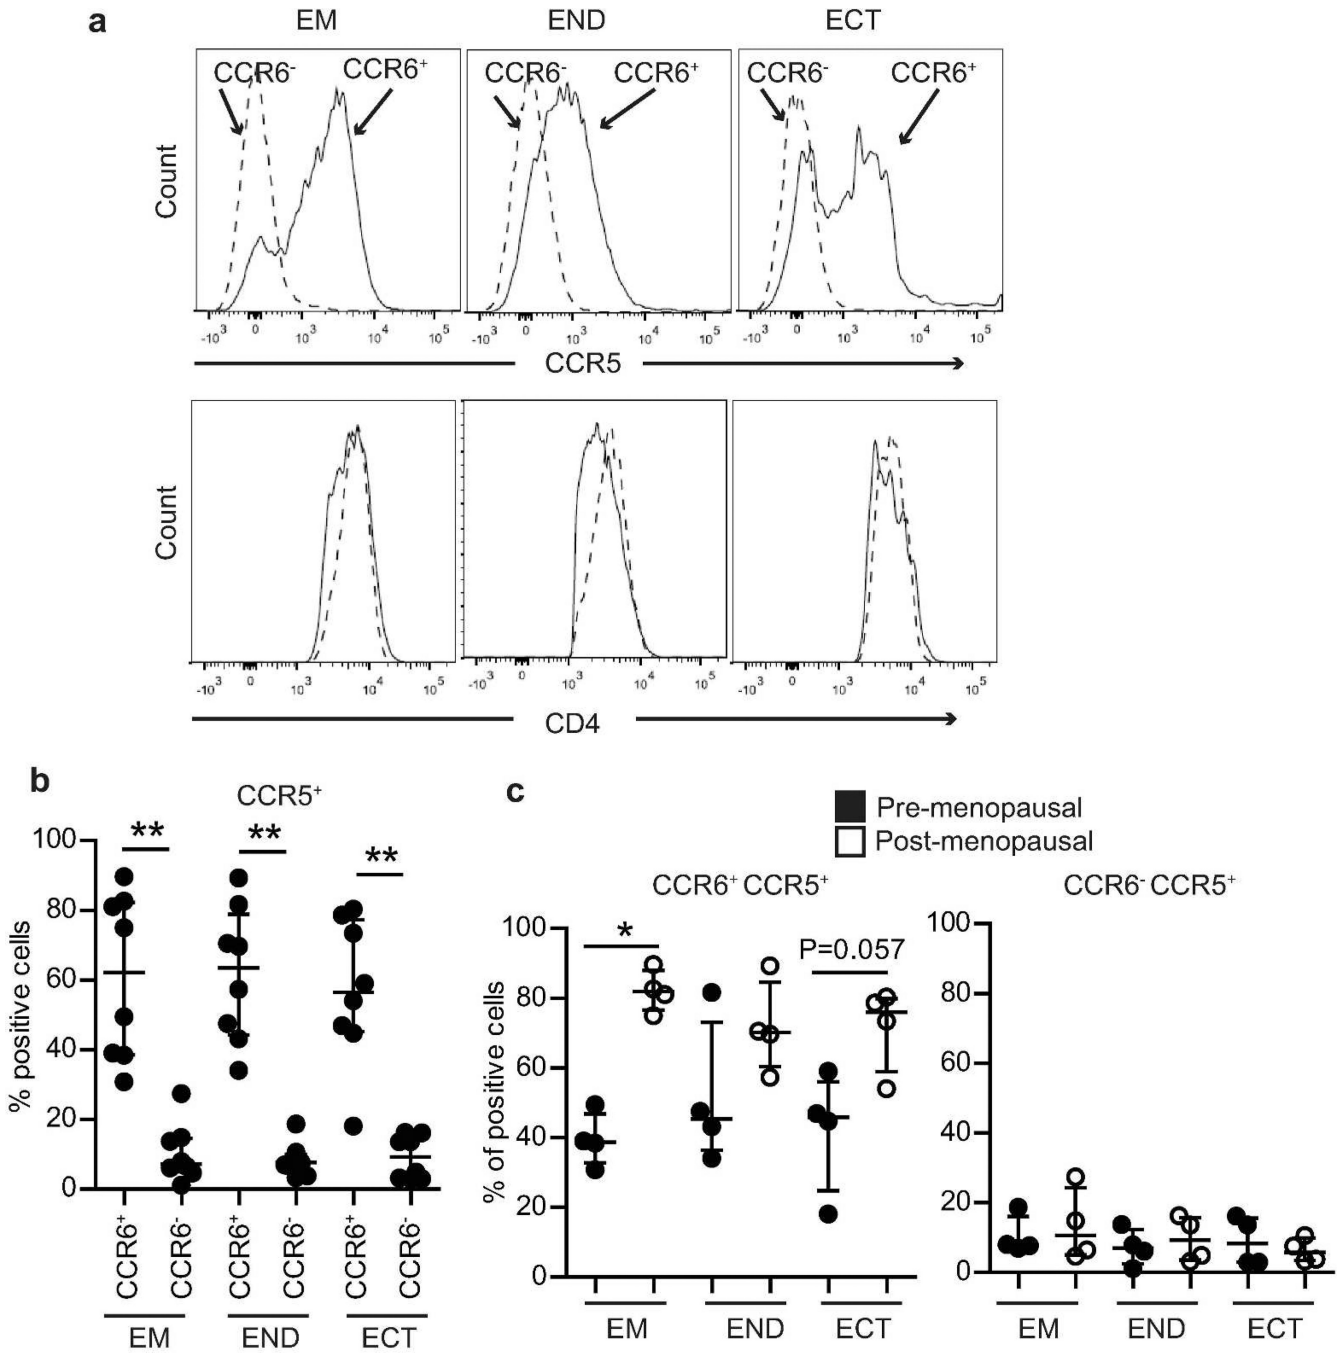 a
EM END ECT
CCR6- CCR6+ CCR6- CCR6+ CCR6- CCR6+
Count
-10³ 0 10³ 10⁴ 10⁵ -10³ 0 10³ 10⁴ 10⁵ -10³ 0 10³ 10⁴ 10⁵
CCR5
Count
-10³ 0 10³ 10⁴ 10⁵ -10³ 0 10³ 10⁴ 10⁵ -10³ 0 10³ 10⁴ 10⁵
CD4
b
CCR5+
** ** **
% positive cells
100
80
60
40
20
0
CCR6+ CCR6- CCR6+ CCR6- CCR6+ CCR6-
EM END ECT
c
Pre-menopausal
Post-menopausal
CCR6+ CCR5+
* P=0.057
% of positive cells
100
80
60
40
20
0
EM END ECT
CCR6- CCR5+
100
80
60
40
20
0
EM END ECT